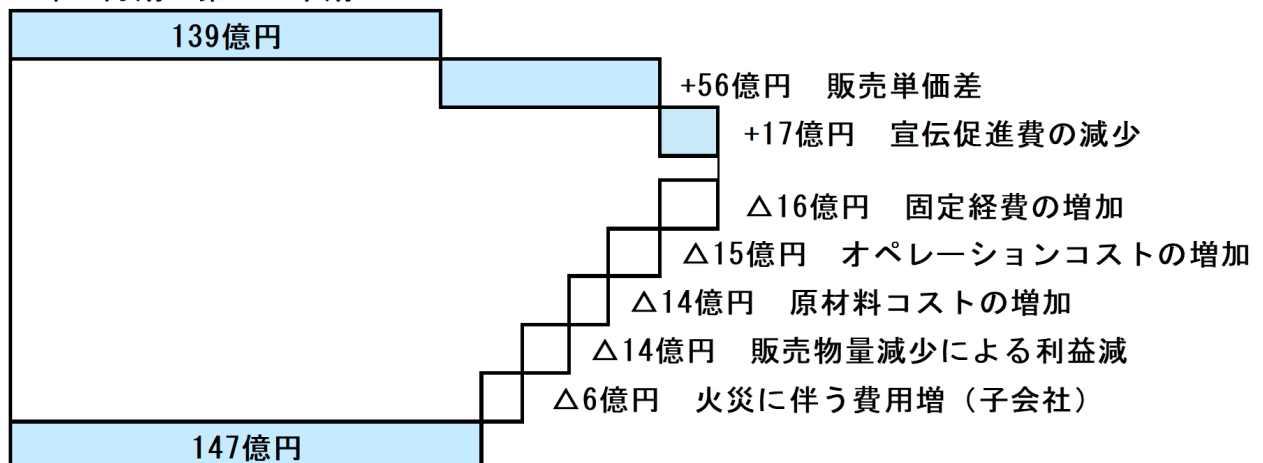 139億円
+56億円 販売単価差
+17億円 宣伝促進費の減少
△16億円 固定経費の増加
△15億円 オペレーションコストの増加
△14億円 原材料コストの増加
△14億円 販売物量減少による利益減
△6億円 火災に伴う費用増（子会社）
147億円